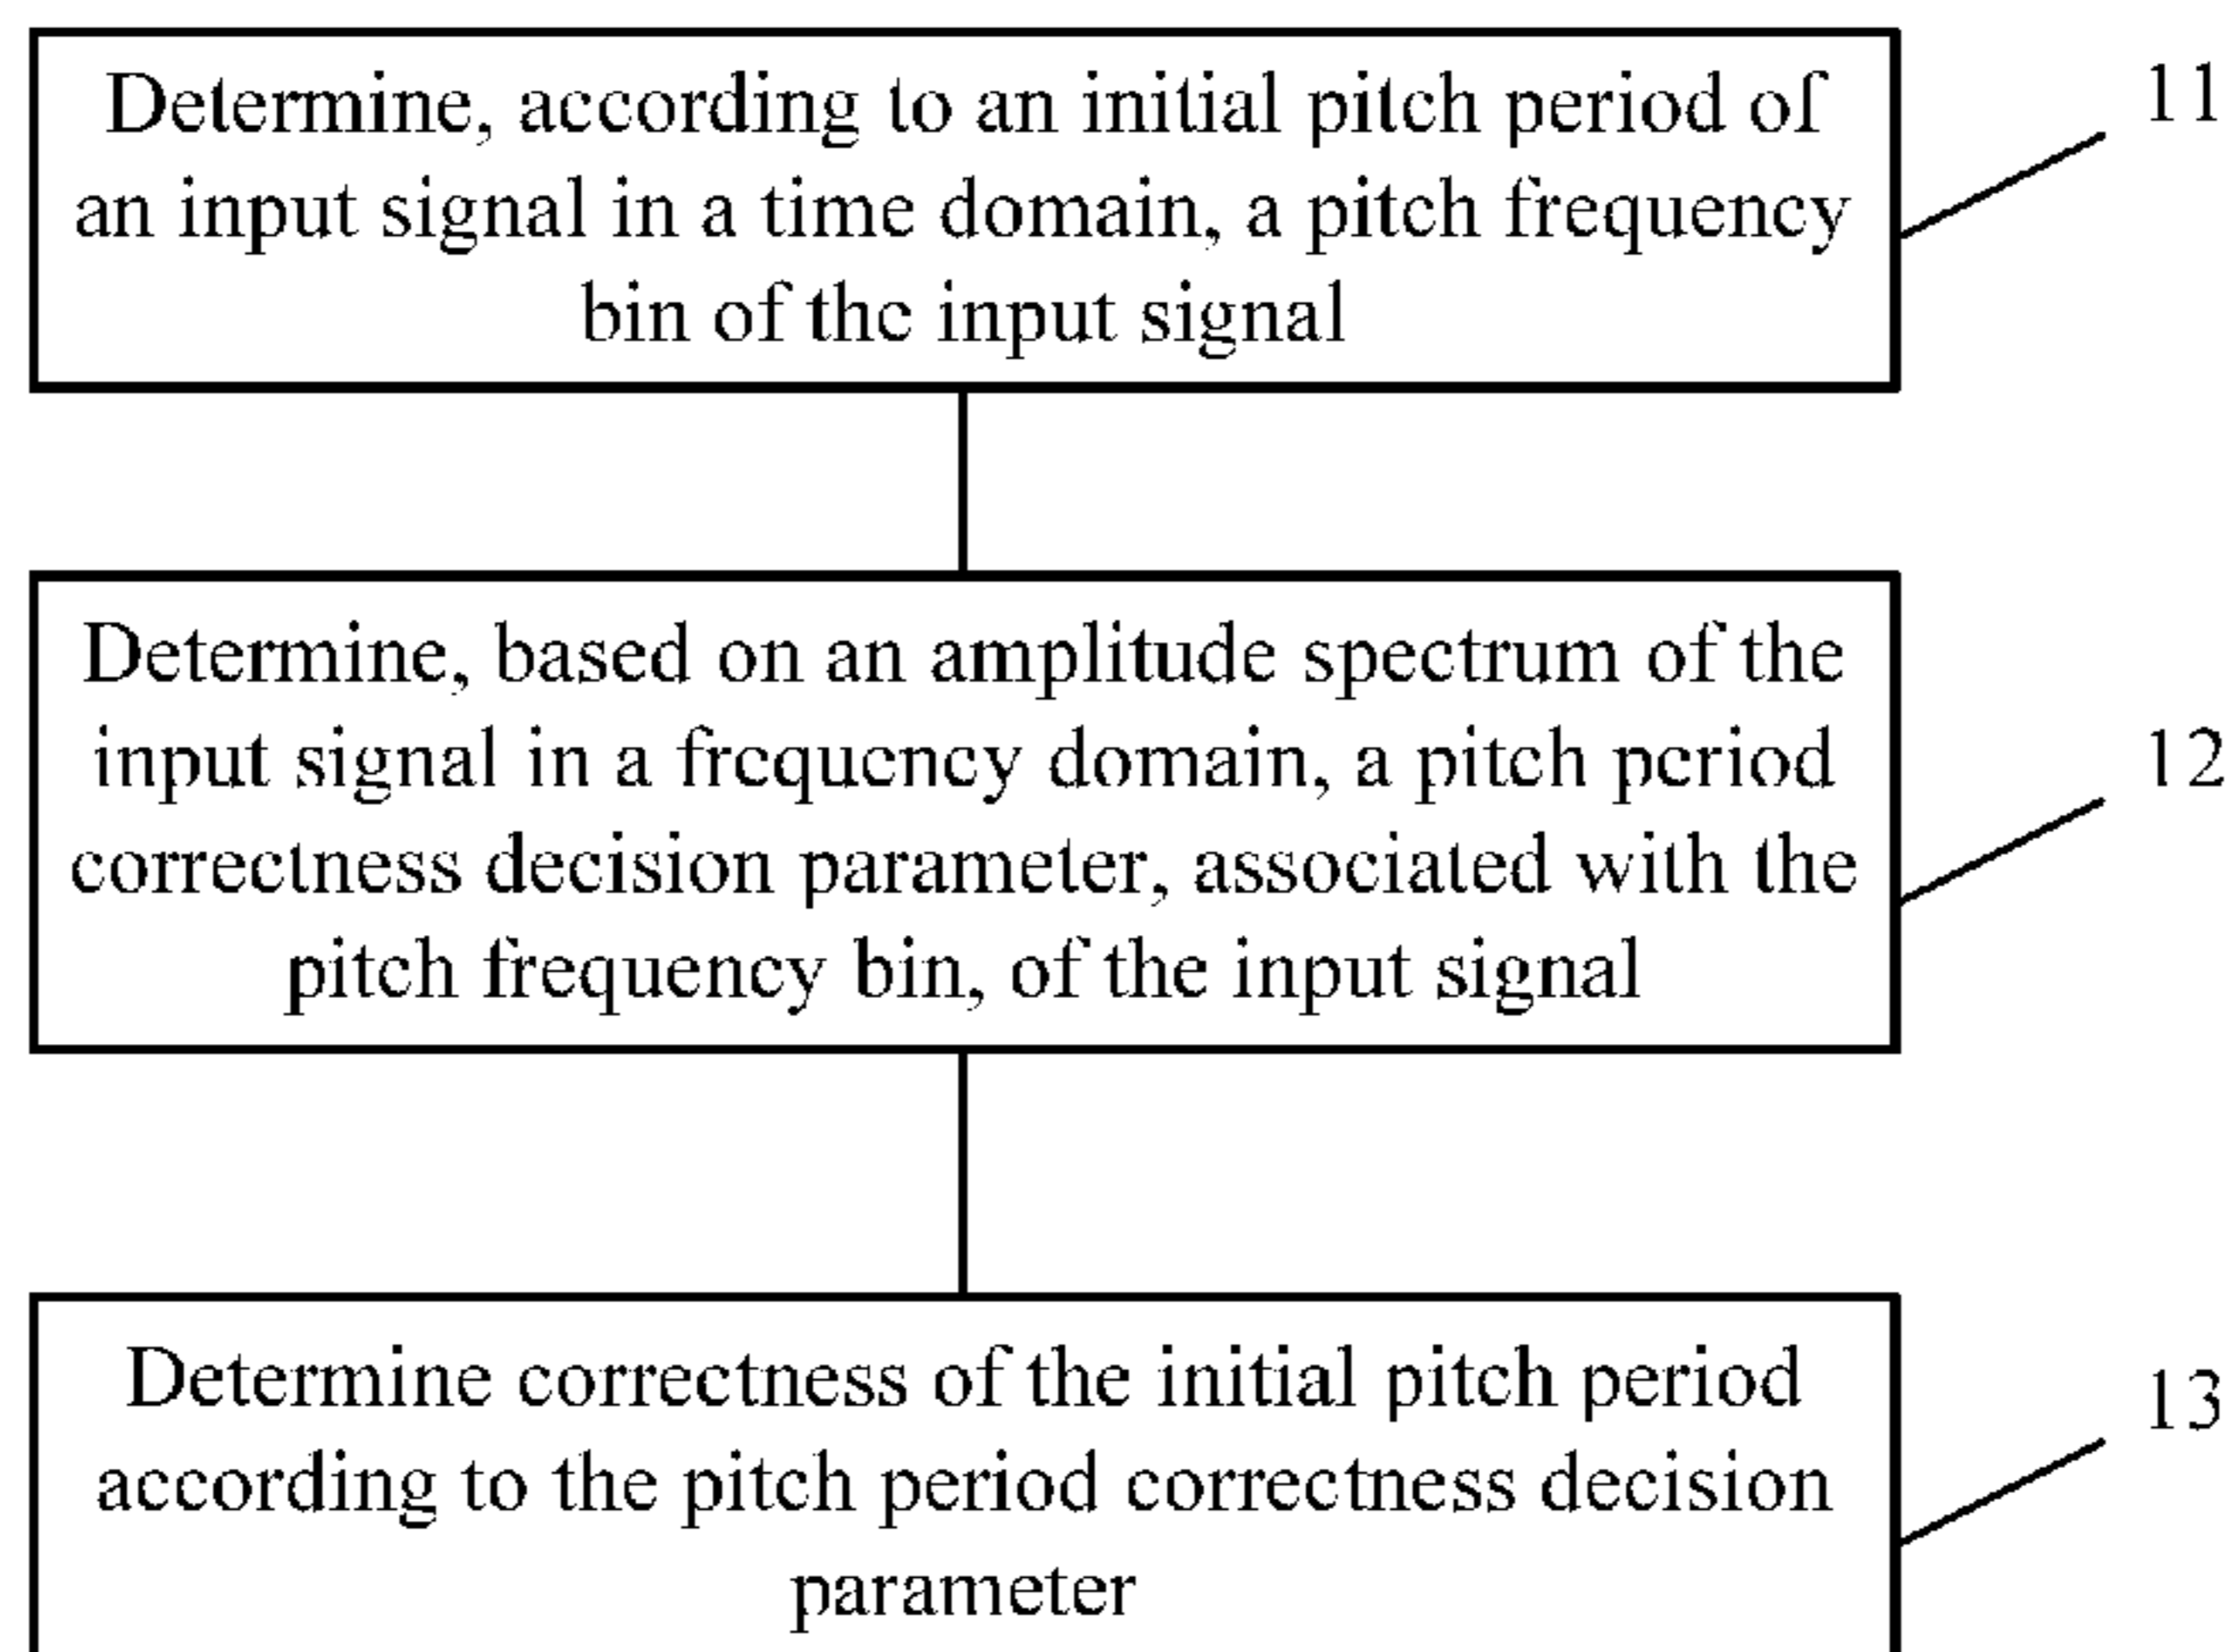 Determine, according to an initial pitch period of
an input signal in a time domain, a pitch frequency
bin of the input signal
11
Determine, based on an amplitude spectrum of the
input signal in a frequency domain, a pitch period
correctness decision parameter, associated with the
pitch frequency bin, of the input signal
12
Determine correctness of the initial pitch period
according to the pitch period correctness decision
parameter
13